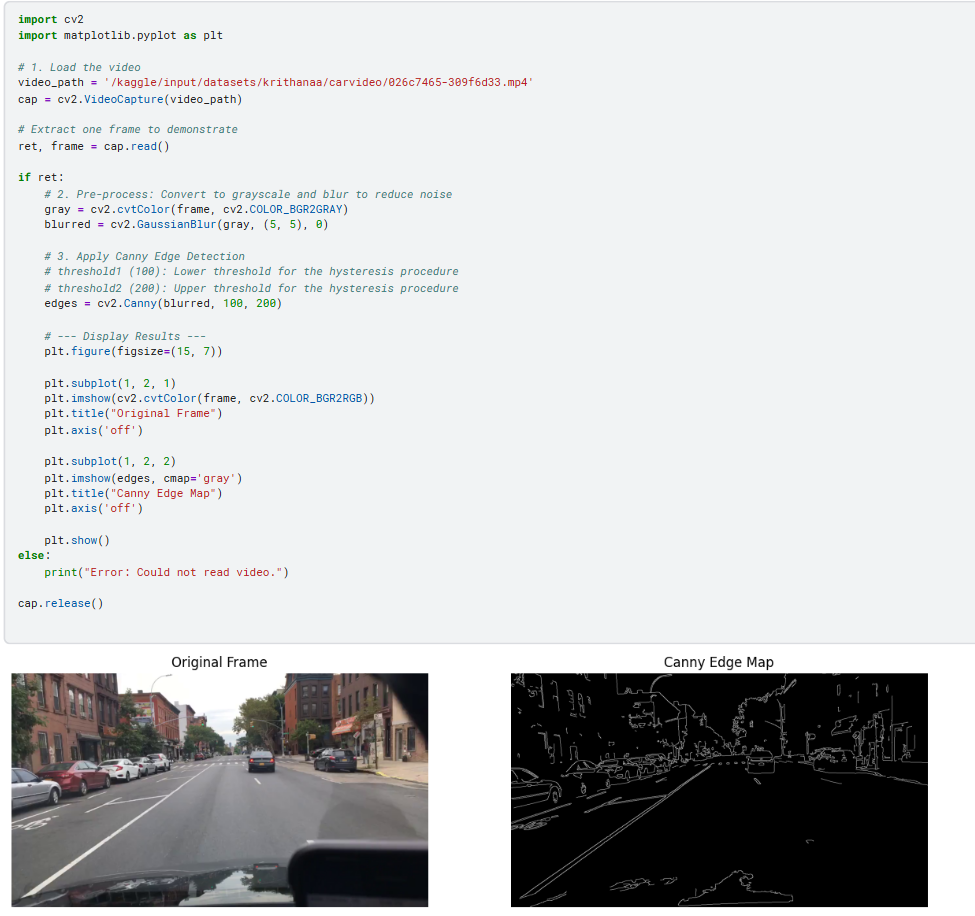 import cv2
import matplotlib.pyplot as plt
# 1. Load the video
video_path = '/kaggle/input/datasets/krithanaa/carvideo/026c7465-309f6d33.mp4'
cap = cv2.VideoCapture(video_path)
# Extract one frame to demonstrate
ret, frame = cap.read()
if ret:
    # 2. Pre-process: Convert to grayscale and blur to reduce noise
    gray = cv2.cvtColor(frame, cv2.COLOR_BGR2GRAY)
    blurred = cv2.GaussianBlur(gray, (5, 5), 0)
    # 3. Apply Canny Edge Detection
    # threshold1 (100): Lower threshold for the hysteresis procedure
    # threshold2 (200): Upper threshold for the hysteresis procedure
    edges = cv2.Canny(blurred, 100, 200)
    # --- Display Results ---
    plt.figure(figsize=(15, 7))
    plt.subplot(1, 2, 1)
    plt.imshow(cv2.cvtColor(frame, cv2.COLOR_BGR2RGB))
    plt.title("Original Frame")
    plt.axis('off')
    plt.subplot(1, 2, 2)
    plt.imshow(edges, cmap='gray')
    plt.title("Canny Edge Map")
    plt.axis('off')
    plt.show()
else:
    print("Error: Could not read video.")
cap.release()
Original Frame
Canny Edge Map